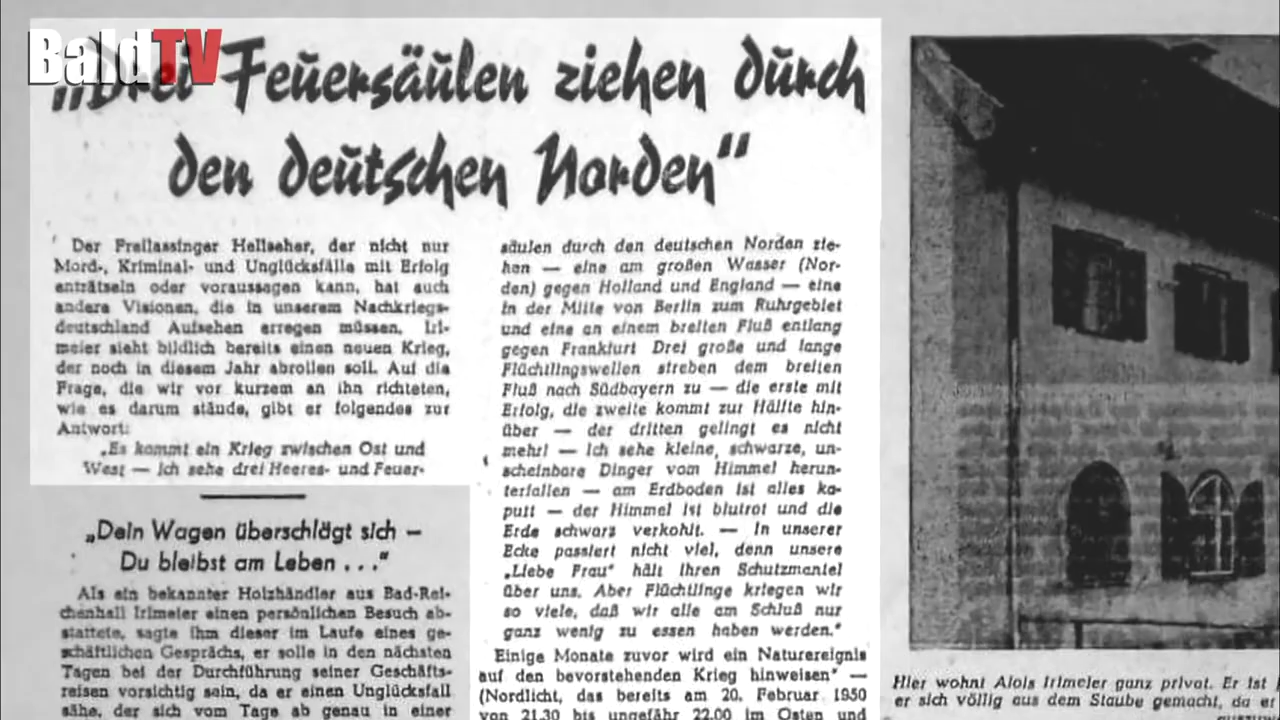 BaldTV
„Drei Feuersäulen ziehen durch
den deutschen Norden“
Der Freilassinger Hellseher, der nicht nur
Mord-, Kriminal- und Unglücksfälle mit Erfolg
enträtseln oder voraussagen kann, hat auch
andere Visionen, die in unserem Nachkriegs-
deutschland Aufsehen erregen müssen. Irl-
meier sieht bildlich bereits einen neuen Krieg,
der noch in diesem Jahr abrollen soll. Auf die
Frage, die wir vor kurzem an ihn richteten,
wie es darum stünde, gibt er folgendes zur
Antwort:
„Es kommt ein Krieg zwischen Ost und
West — ich sehe drei Heeres- und Feuer-
säulen durch den deutschen Norden zie-
hen — eine am großen Wasser (Nor-
den) gegen Holland und England — eine
in der Mitte von Berlin zum Ruhrgebiet
und eine an einem breiten Fluß entlang
gegen Frankfurt Drei große und lange
Flüchtlingswellen streben dem breiten
Fluß nach Südbayern zu — die erste mit
Erfolg, die zweite kommt zur Hälfte hin-
über — der dritten gelingt es nicht
mehr! — Ich sehe kleine, schwarze, un-
scheinbare Dinger vom Himmel herun-
terfallen — am Erdboden ist alles ka-
putt — der Himmel ist blutrot und die
Erde schwarz verkohlt. — In unserer
Ecke passiert nicht viel, denn unsere
„Liebe Frau“ hält ihren Schutzmantel
über uns. Aber Flüchtlinge kriegen wir
so viele, daß wir alle am Schluß nur
ganz wenig zu essen haben werden.“
Einige Monate zuvor wird ein Naturereignis
auf den bevorstehenden Krieg hinweisen“ —
(Nordlicht, das bereits am 20. Februar 1950
von 21.30 bis ungefähr 22.00 im Osten und
„Dein Wagen überschlägt sich —
Du bleibst am Leben . . .“
Als ein bekannter Holzhändler aus Bad-Rei-
chenhall Irlmeier einen persönlichen Besuch ab-
stattete, sagte ihm dieser im Laufe eines ge-
schäftlichen Gesprächs, er solle in den nächsten
Tagen bei der Durchführung seiner Geschäfts-
reisen vorsichtig sein, da er einen Unglücksfall
sähe, der sich vom Tage ab genau in einer
Hier wohnt Alois Irlmeier ganz privat. Er ist
er sich völlig aus dem Staube gemacht, da er